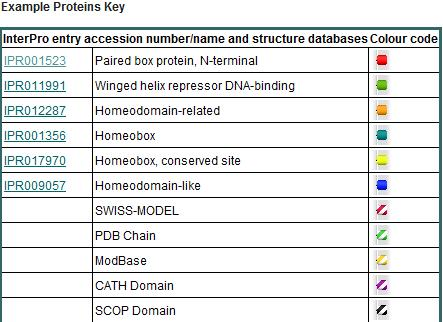 Example Proteins Key
InterPro entry accession number/name and structure databases Colour code
IPR001523 Paired box protein, N-terminal
IPR011991 Winged helix repressor DNA-binding
IPR012287 Homeodomain-related
IPR001356 Homeobox
IPR017970 Homeobox, conserved site
IPR009057 Homeodomain-like
SWISS-MODEL
PDB Chain
ModBase
CATH Domain
SCOP Domain